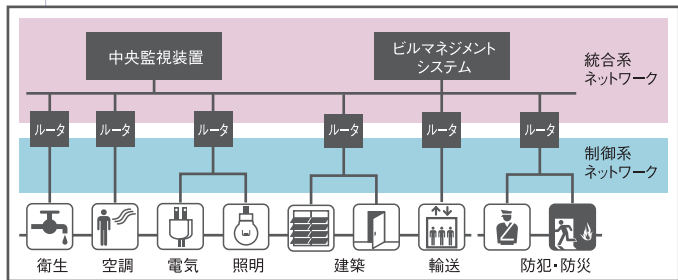 中央監視装置
ビルマネジメント
システム
統合系
ネットワーク
ルータ
ルータ
ルータ
ルータ
ルータ
ルータ
制御系
ネットワーク
衛生
空調
電気
照明
建築
輸送
防犯・防災